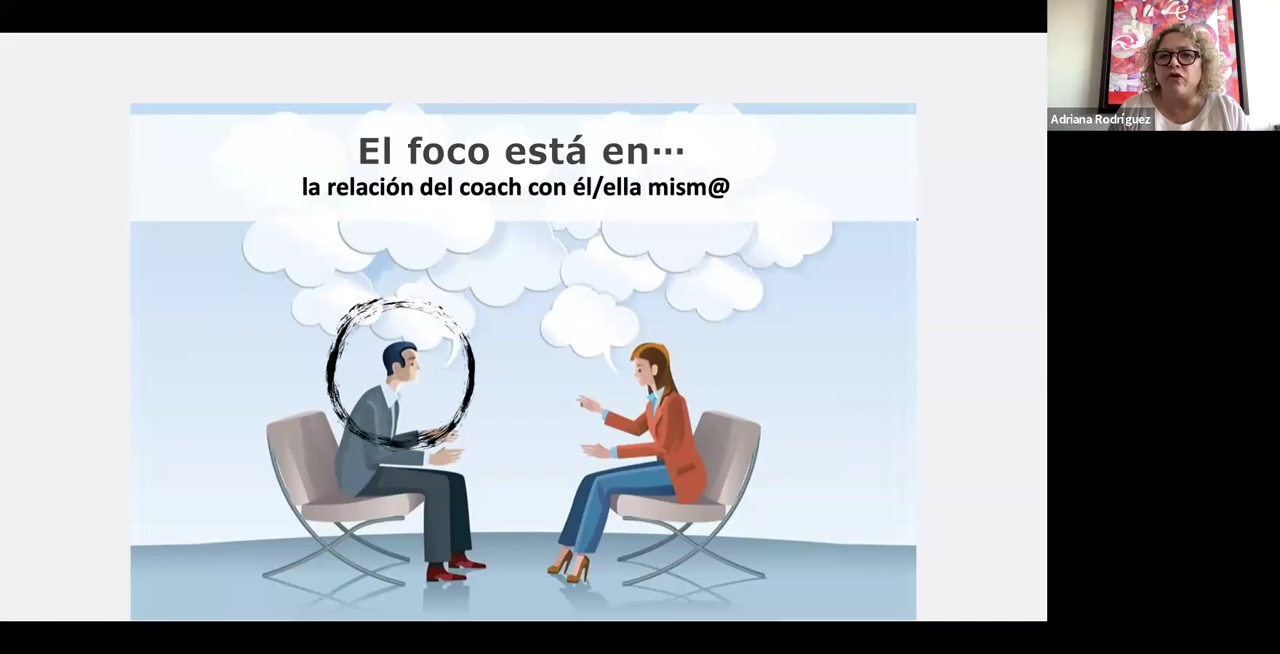 El foco está en...
la relación del coach con él/ella mism@
Adriana Rodríguez